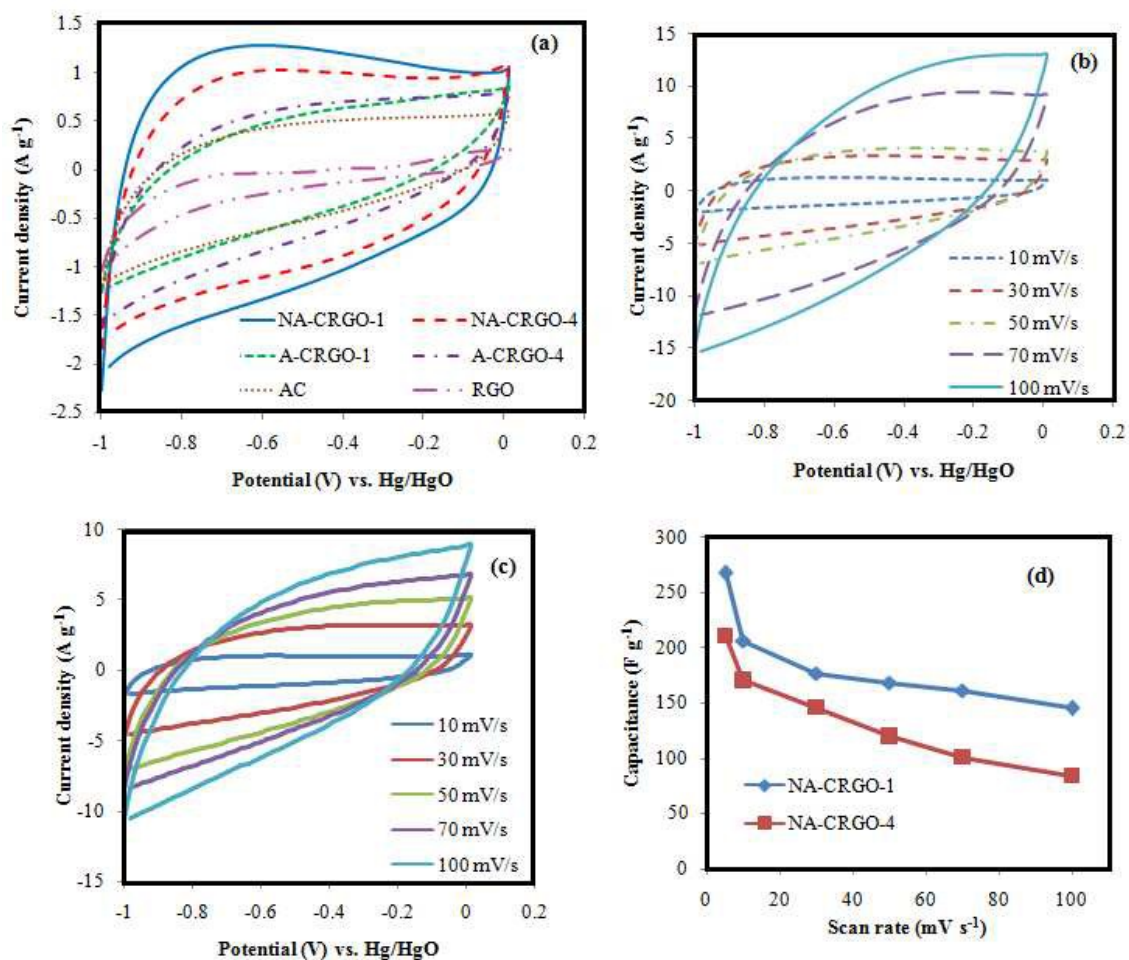 (a)
1.5
1
0.5
0
-0.5
-1
-1.5
-2
-2.5
Current density (A g-1)
NA-CRGO-1 NA-CRGO-4
A-CRGO-1 A-CRGO-4
AC RGO
-1 -0.8 -0.6 -0.4 -0.2 0 0.2
Potential (V) vs. Hg/HgO
(b)
15
10
5
0
-5
-10
-15
-20
Current density (A g-1)
10 mV/s
30 mV/s
50 mV/s
70 mV/s
100 mV/s
-1 -0.8 -0.6 -0.4 -0.2 0 0.2
Potential (V) vs. Hg/HgO
(c)
10
5
0
-5
-10
-15
Current density (A g-1)
10 mV/s
30 mV/s
50 mV/s
70 mV/s
100 mV/s
-1 -0.8 -0.6 -0.4 -0.2 0 0.2
Potential (V) vs. Hg/HgO
(d)
300
250
200
150
100
50
0
Capacitance (F g-1)
NA-CRGO-1
NA-CRGO-4
0 20 40 60 80 100
Scan rate (mV s-1)